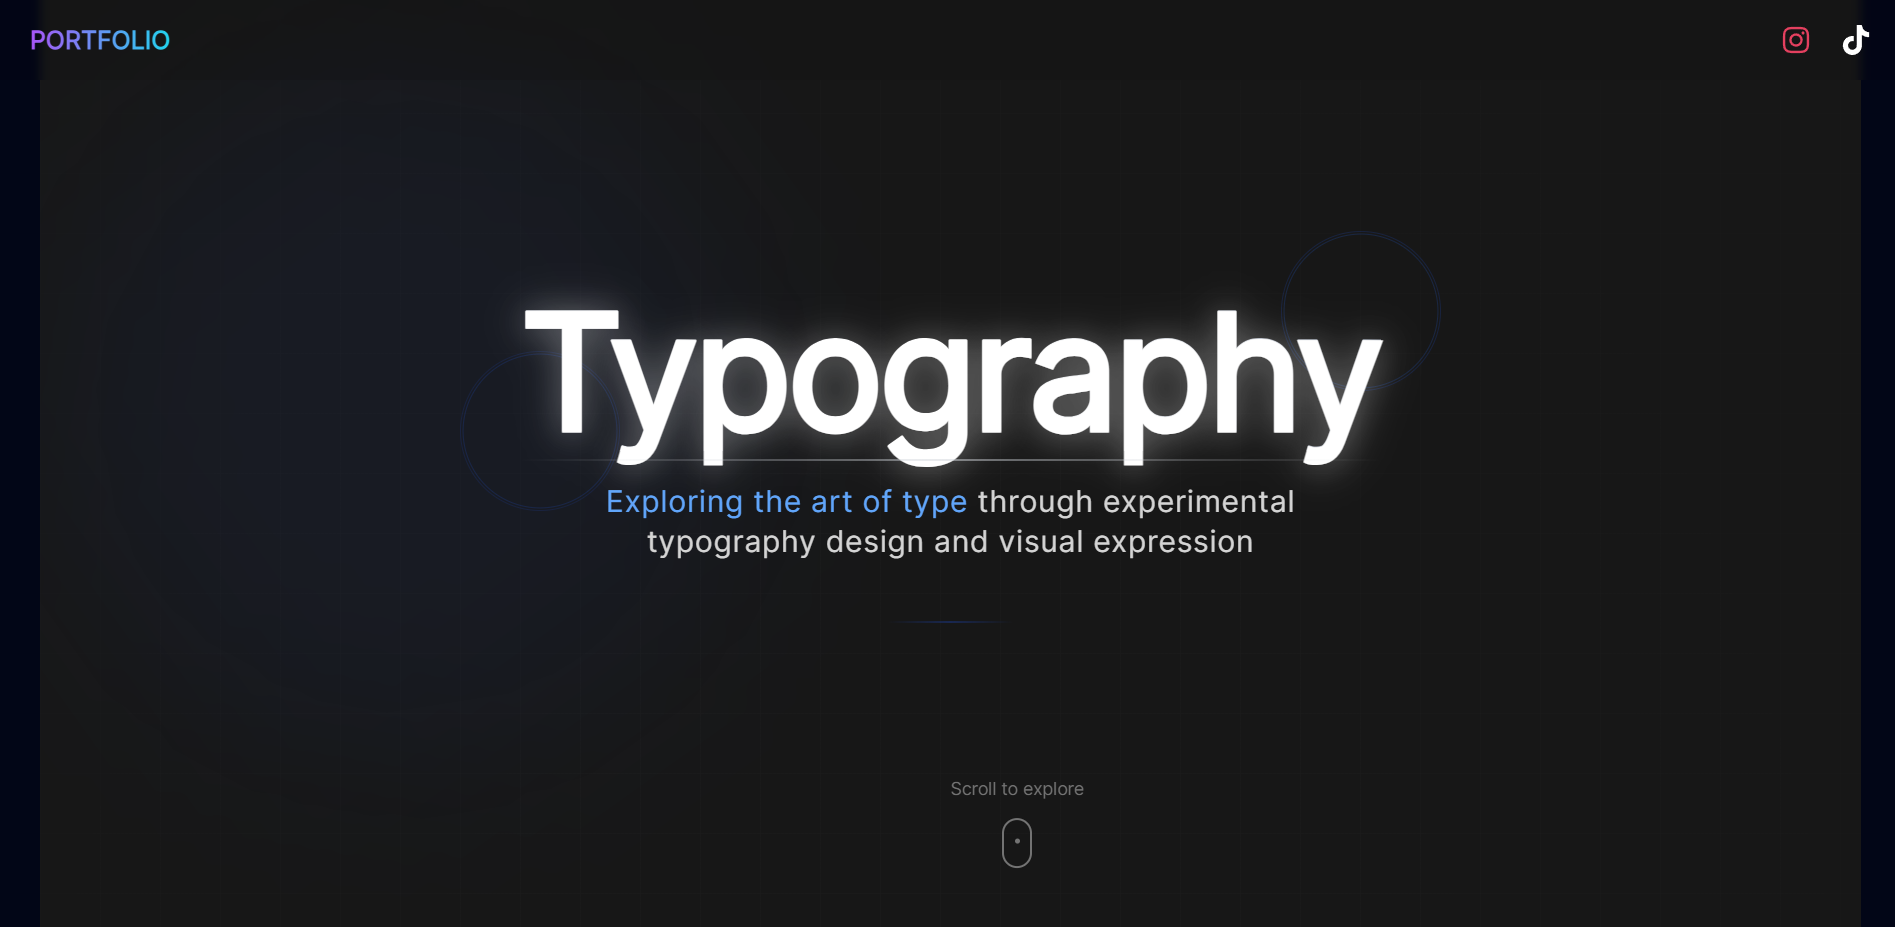 PORTFOLIO
Typography
Exploring the art of type through experimental
typography design and visual expression
Scroll to explore